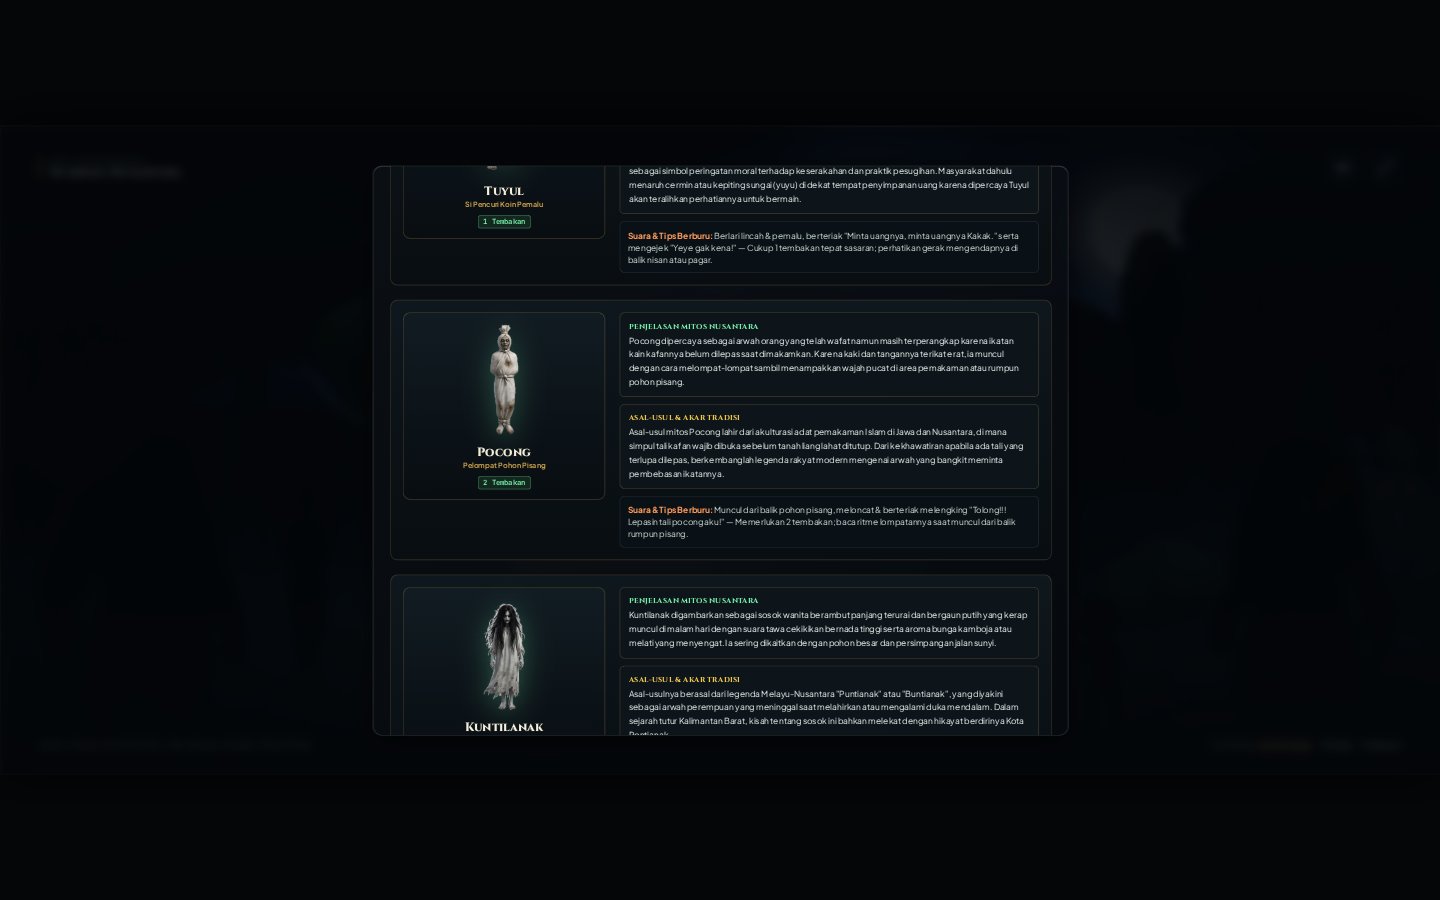 TUYUL
Si Pencuri Koin Pemalu
1 Tembakan
sebagai simbol peringatan moral terhadap keserakahan dan praktik pesugihan. Masyarakat dahulu
menaruh cermin atau kepiting sungai (yuyu) di dekat tempat penyimpanan uang karena dipercaya Tuyul
akan teralihkan perhatiannya untuk bermain.
Suara & Tips Berburu: Berlari lincah & pemalu, berteriak "Minta uangnya, minta uangnya Kakak.." serta
mengejek "Yeye gak kena!" — Cukup 1 tembakan tepat sasaran; perhatikan gerak mengendapnya di
balik nisan atau pagar.
POCONG
Pelompat Pohon Pisang
2 Tembakan
PENJELASAN MITOS NUSANTARA
Pocong dipercaya sebagai arwah orang yang telah wafat namun masih terperangkap karena ikatan
kain kafannya belum dilepas saat dimakamkan. Karena kaki dan tangannya terikat erat, ia muncul
dengan cara melompat-lompat sambil menampakkan wajah pucat di area pemakaman atau rumpun
pohon pisang.
ASAL-USUL & AKAR TRADISI
Asal-usul mitos Pocong lahir dari akulturasi adat pemakaman Islam di Jawa dan Nusantara, di mana
simpul tali kafan wajib dibuka sebelum tanah liang lahat ditutup. Dari kekhawatiran apabila ada tali yang
terlupa dilepas, berkembanglah legenda rakyat modern mengenai arwah yang bangkit meminta
pembebasan ikatannya.
Suara & Tips Berburu: Muncul dari balik pohon pisang, meloncat & berteriak melengking "Tolong!!!
Lepasin tali pocong aku!" — Memerlukan 2 tembakan; baca ritme lompatannya saat muncul dari balik
rumpun pisang.
KUNTILANAK
PENJELASAN MITOS NUSANTARA
Kuntilanak digambarkan sebagai sosok wanita berambut panjang terurai dan bergaun putih yang kerap
muncul di malam hari dengan suara tawa cekikikan bernada tinggi serta aroma bunga kamboja atau
melati yang menyengat. Ia sering dikaitkan dengan pohon besar dan persimpangan jalan sunyi.
ASAL-USUL & AKAR TRADISI
Asal-usulnya berasal dari legenda Melayu-Nusantara "Puntianak" atau "Buntianak", yang diyakini
sebagai arwah perempuan yang meninggal saat melahirkan atau mengalami duka mendalam. Dalam
sejarah tutur Kalimantan Barat, kisah tentang sosok ini bahkan melekat dengan hikayat berdirinya Kota
Pontianak.